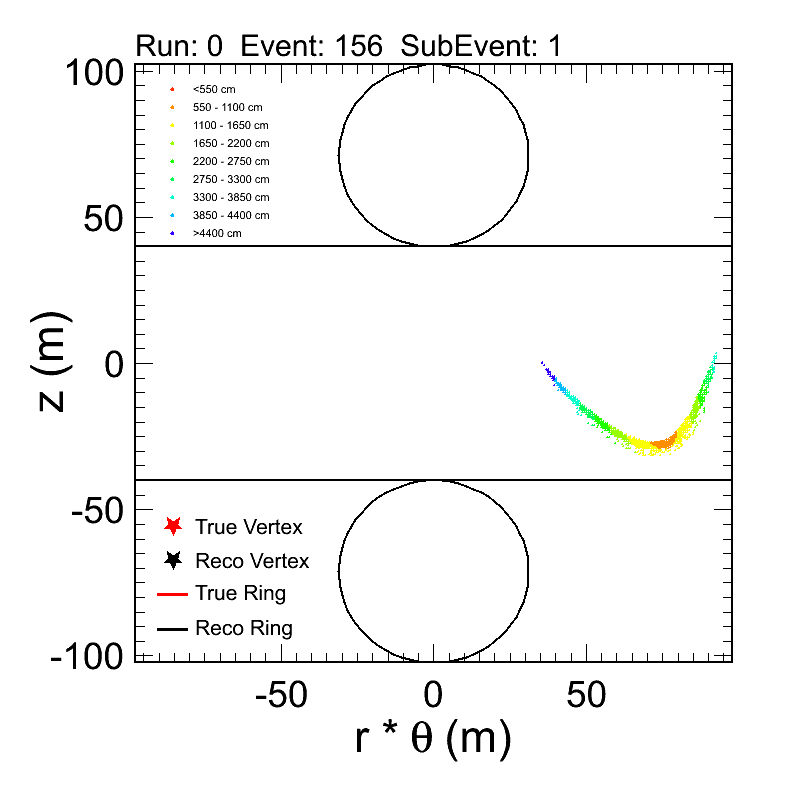 Run: 0  Event: 156  SubEvent: 1
100
<550 cm
550 - 1100 cm
1100 - 1650 cm
1650 - 2200 cm
2200 - 2750 cm
2750 - 3300 cm
3300 - 3850 cm
3850 - 4400 cm
>4400 cm
50
0
z (m)
-50
True Vertex
Reco Vertex
True Ring
Reco Ring
-100
-50 0 50
r * θ (m)